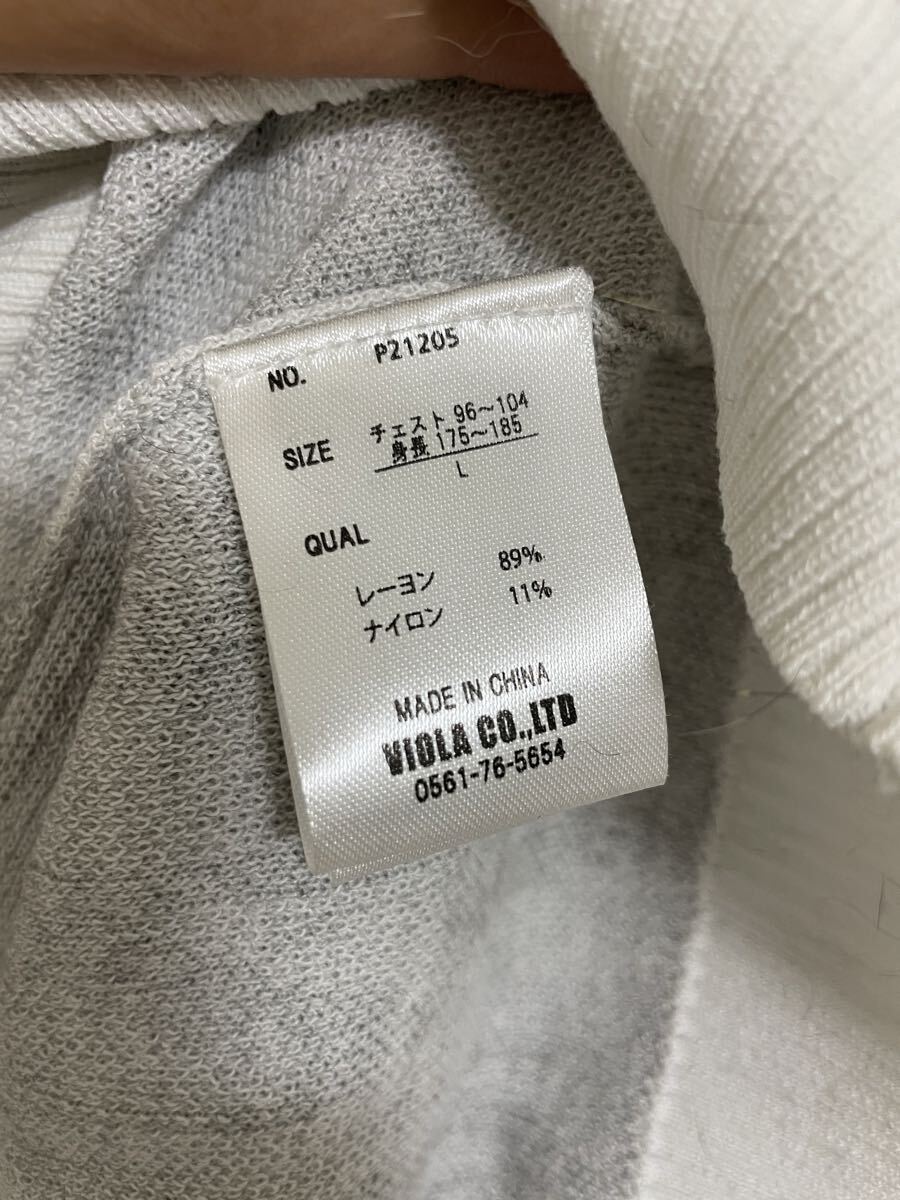 NO. P21205
SIZE チェスト 96～104
身長 175～185
L
QUAL
レーヨン 89%
ナイロン 11%
MADE IN CHINA
VIOLA CO.,LTD
0561-76-5654